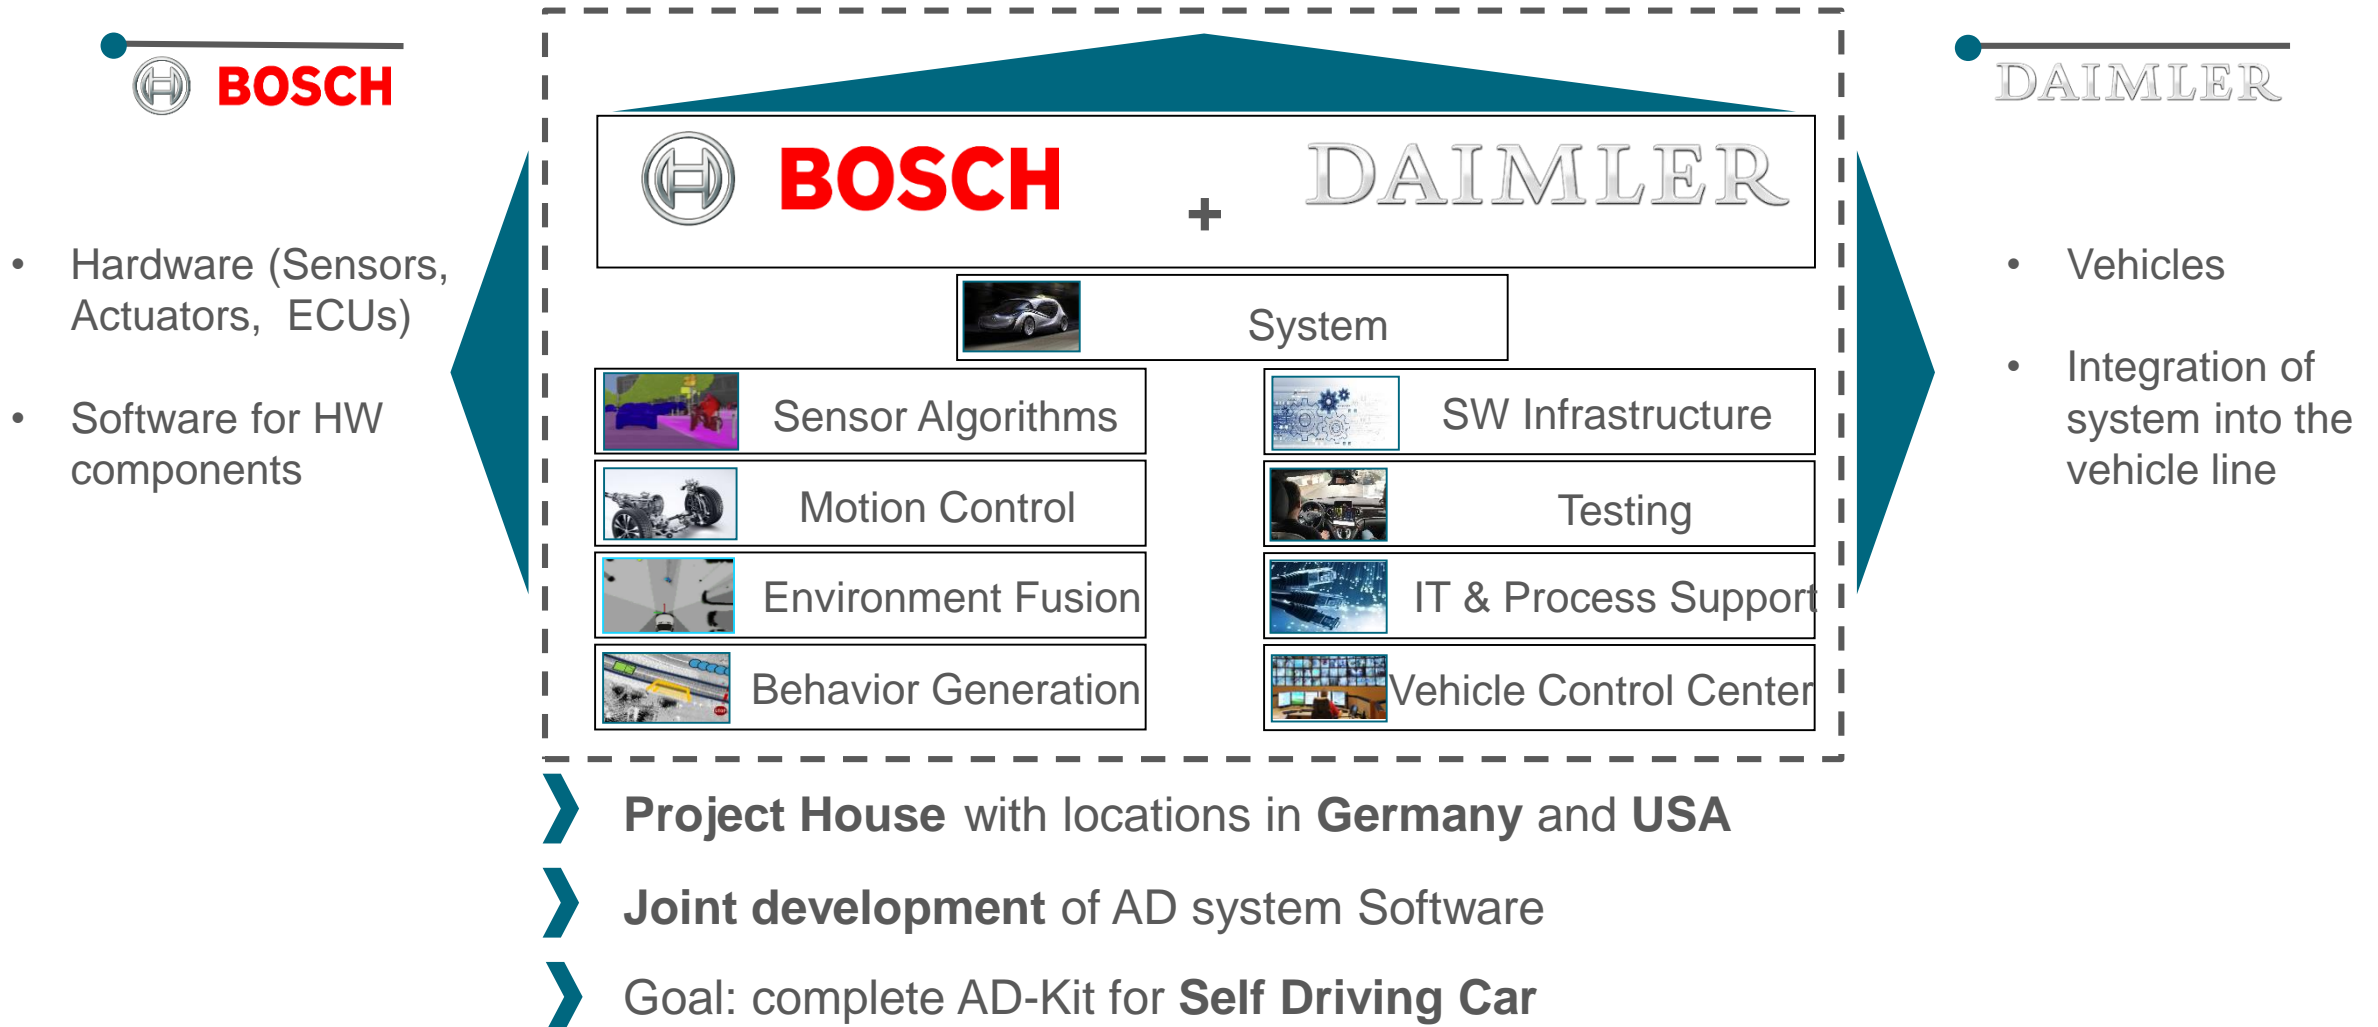 BOSCH
• Hardware (Sensors,
Actuators, ECUs)
• Software for HW
components
BOSCH + DAIMLER
System
Sensor Algorithms
Motion Control
Environment Fusion
Behavior Generation
SW Infrastructure
Testing
IT & Process Support
Vehicle Control Center
DAIMLER
• Vehicles
• Integration of
system into the
vehicle line
Project House with locations in Germany and USA
Joint development of AD system Software
Goal: complete AD-Kit for Self Driving Car